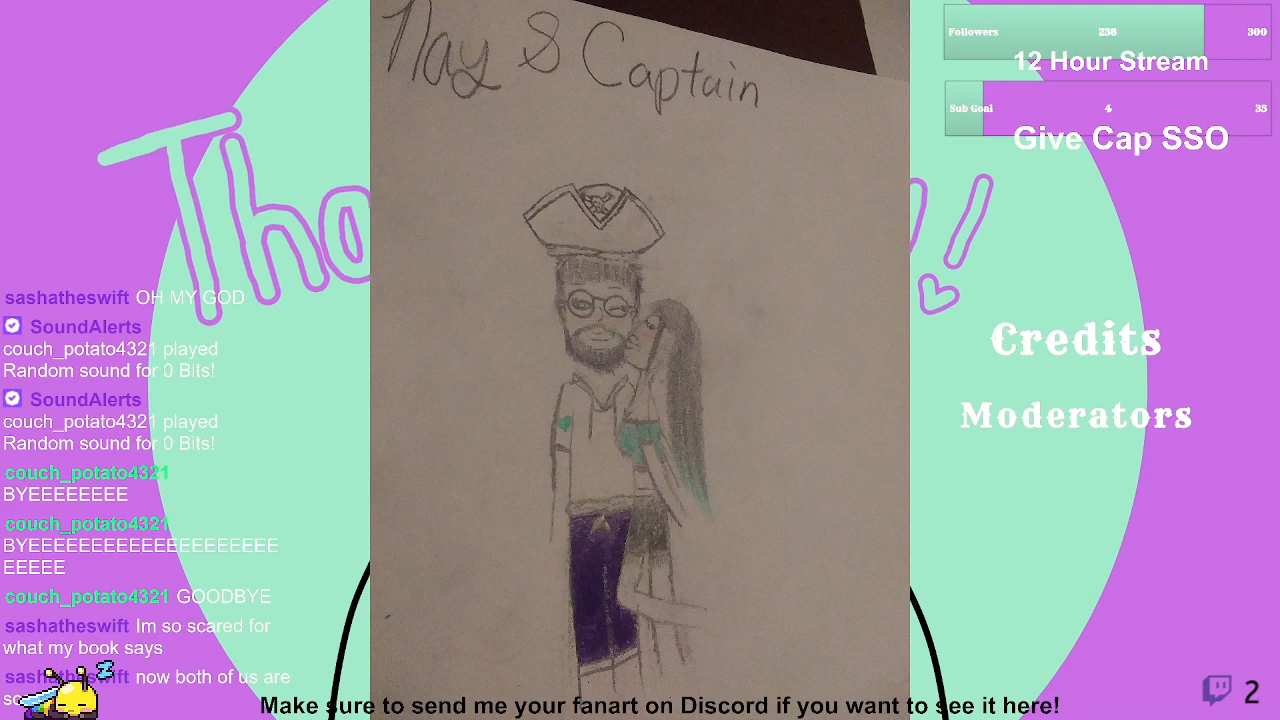 Nay & Captain
Followers 238 300
12 Hour Stream
Sub Goal 4 35
Give Cap SSO
Tha
y!
sashatheswift OH MY GOD
SoundAlerts
couch_potato4321 played
Random sound for 0 Bits!
SoundAlerts
couch_potato4321 played
Random sound for 0 Bits!
couch_potato4321
BYEEEEEEEE
couch_potato4321
BYEEEEEEEEEEEEEEEEEEEE
EEEEE
couch_potato4321 GOODBYE
sashatheswift Im so scared for
what my book says
sashatheswift now both of us are
Credits
Moderators
Make sure to send me your fanart on Discord if you want to see it here!
2